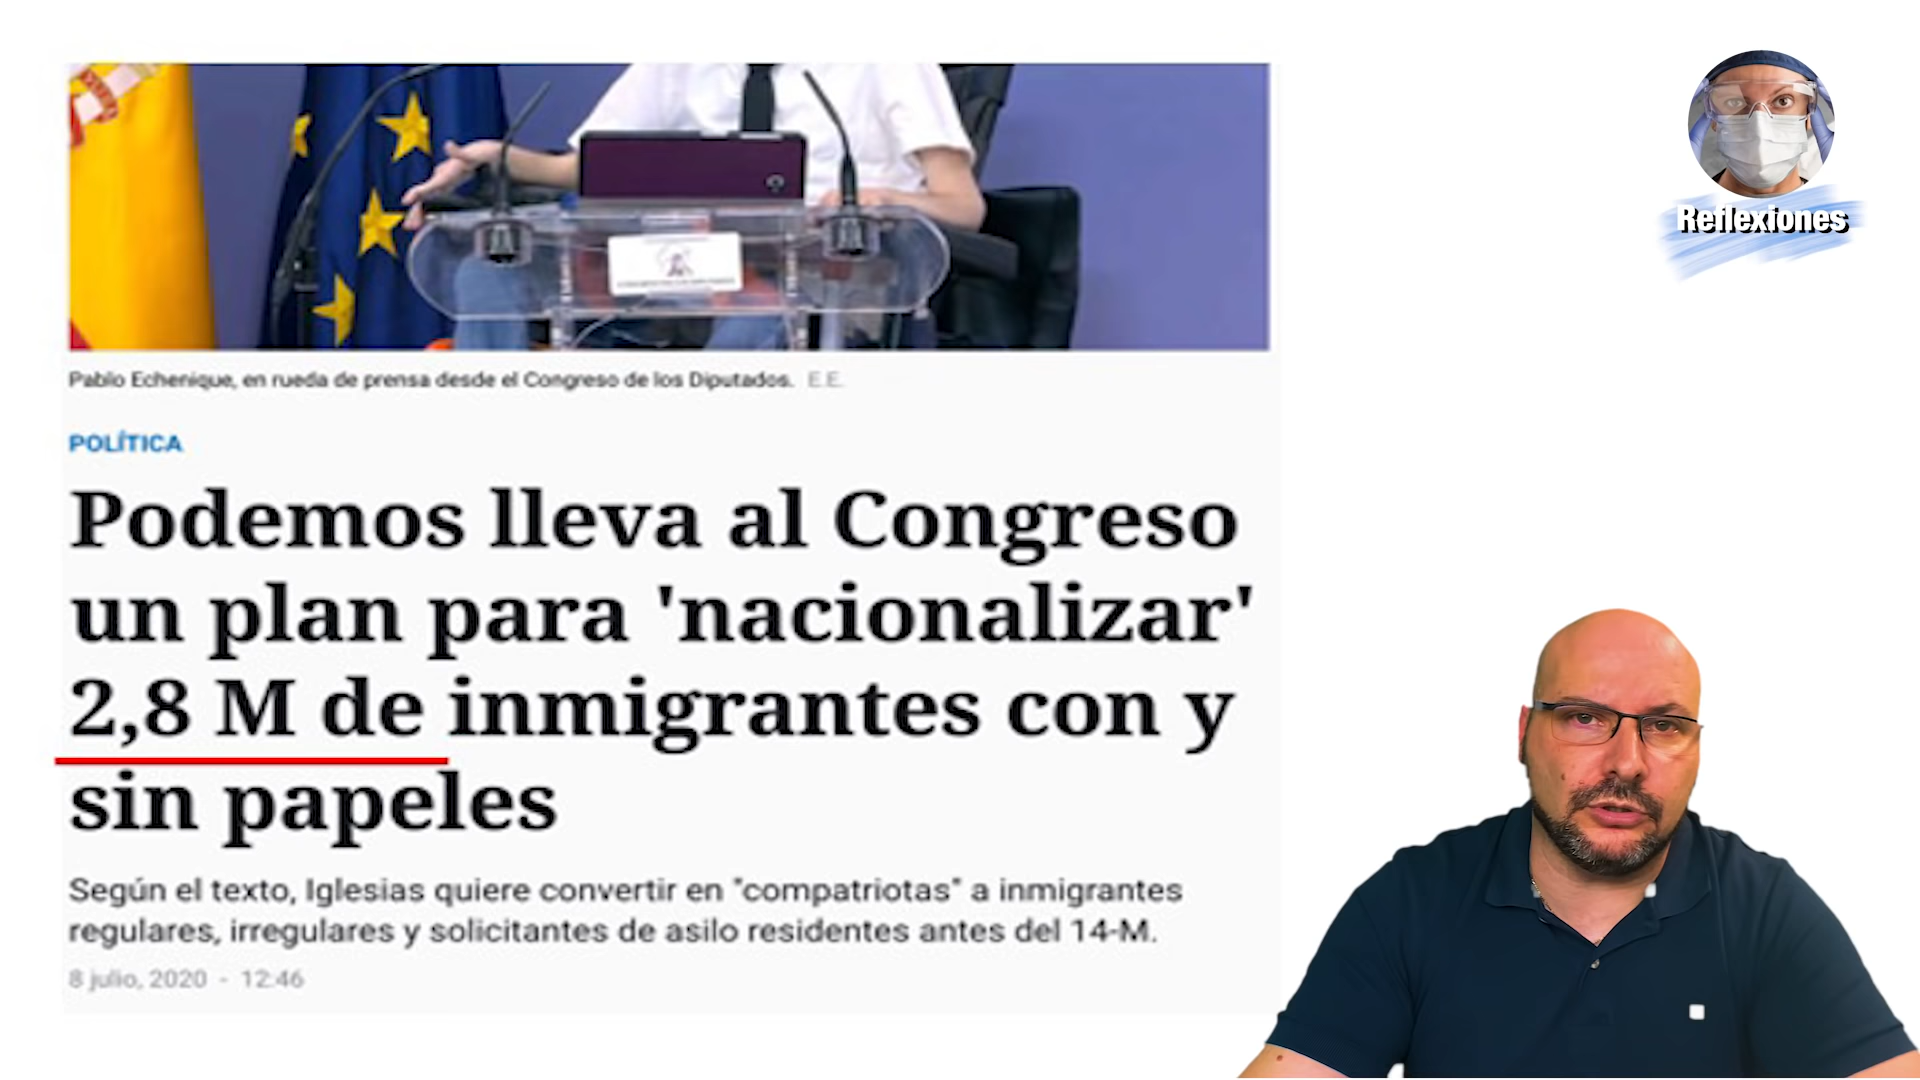 Reflexiones
Pablo Echenique, en rueda de prensa desde el Congreso de los Diputados. E.E.
POLÍTICA
Podemos lleva al Congreso
un plan para 'nacionalizar'
2,8 M de inmigrantes con y
sin papeles
Según el texto, Iglesias quiere convertir en "compatriotas" a inmigrantes
regulares, irregulares y solicitantes de asilo residentes antes del 14-M.
8 julio, 2020 - 12:46